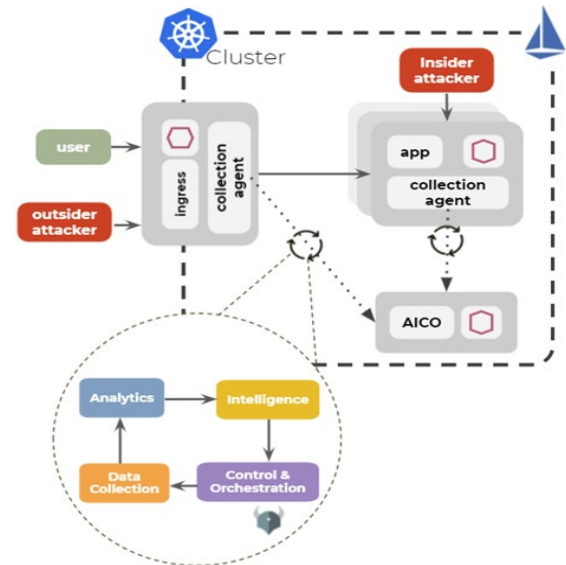 Cluster
Insider
attacker
user
outsider
attacker
ingress
collection
agent
app
collection
agent
AICO
Analytics
Intelligence
Data
Collection
Control &
Orchestration